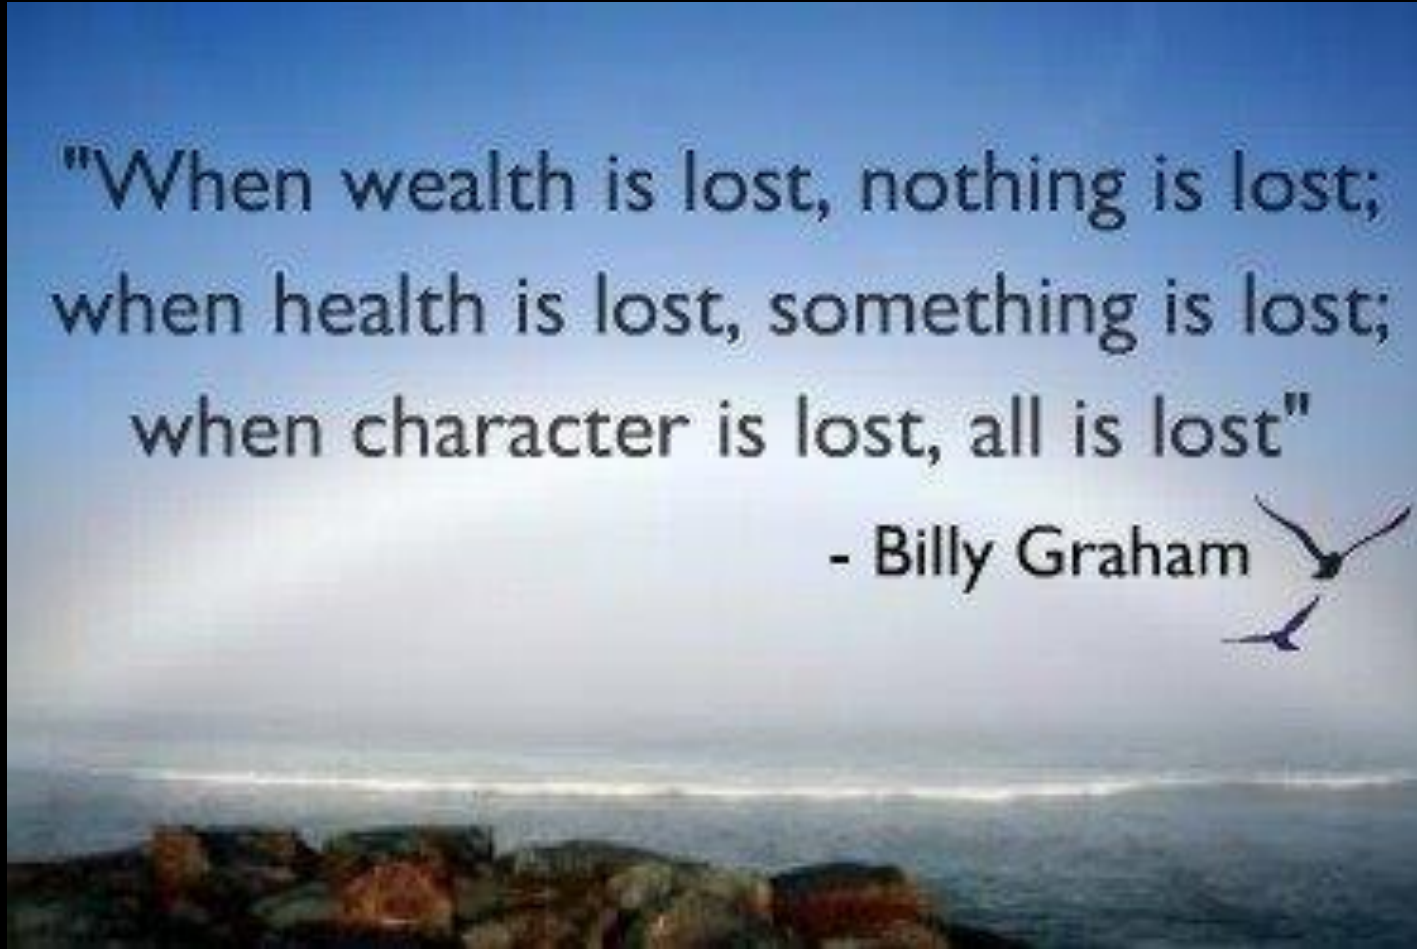 "When wealth is lost, nothing is lost;
when health is lost, something is lost;
when character is lost, all is lost"
- Billy Graham